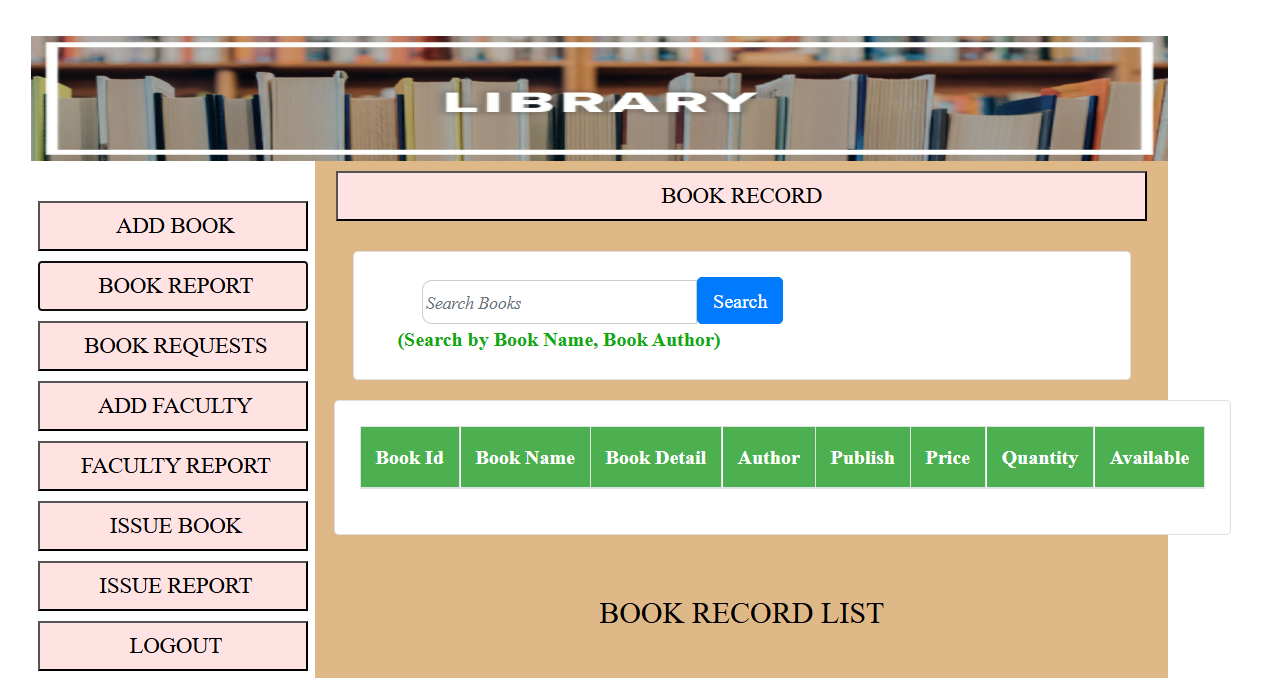 LIBRARY
ADD BOOK
BOOK REPORT
BOOK REQUESTS
ADD FACULTY
FACULTY REPORT
ISSUE BOOK
ISSUE REPORT
LOGOUT
BOOK RECORD
Search Books Search
(Search by Book Name, Book Author)
Book Id Book Name Book Detail Author Publish Price Quantity Available
BOOK RECORD LIST